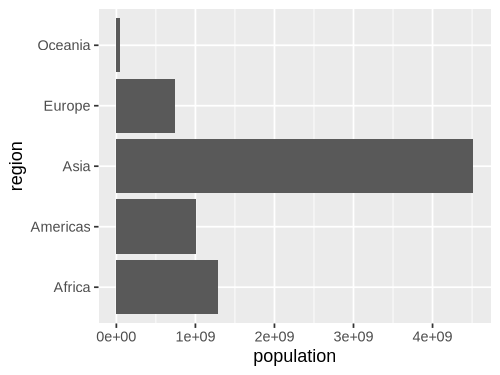 Oceania
Europe
Asia
Americas
Africa
region
0e+00 1e+09 2e+09 3e+09 4e+09
population